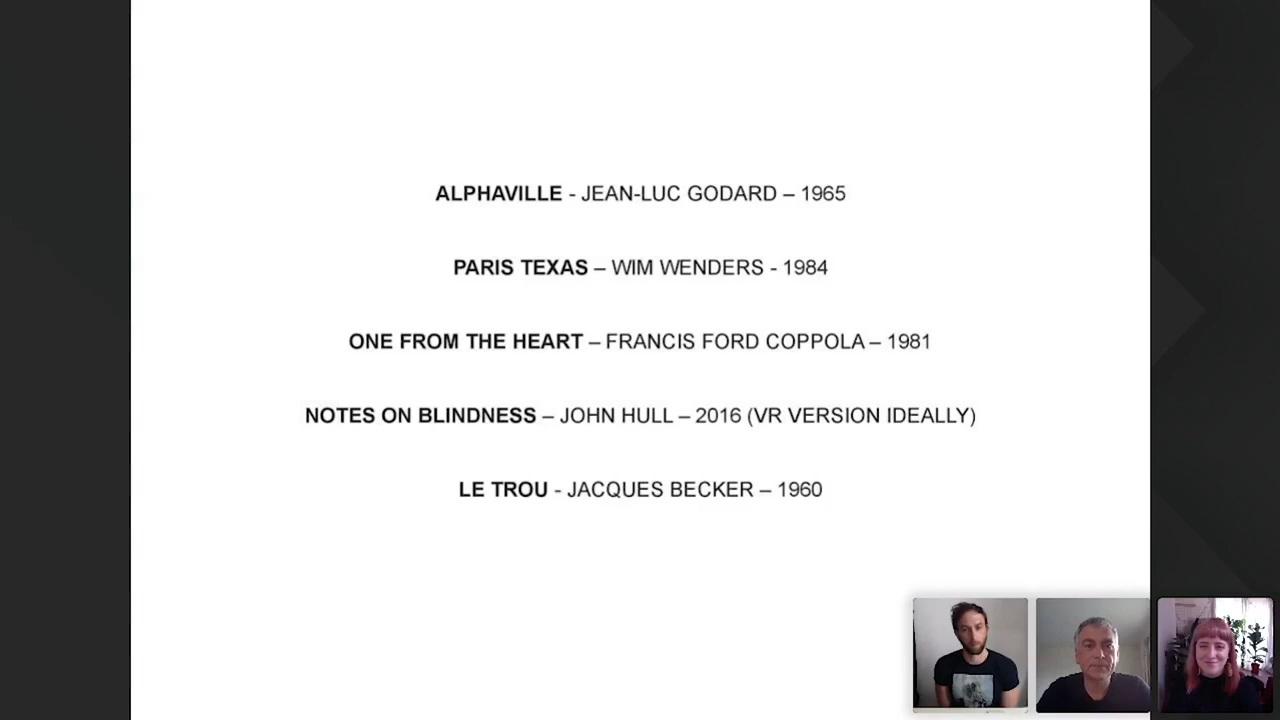 ALPHAVILLE - JEAN-LUC GODARD – 1965
PARIS TEXAS – WIM WENDERS - 1984
ONE FROM THE HEART – FRANCIS FORD COPPOLA – 1981
NOTES ON BLINDNESS – JOHN HULL – 2016 (VR VERSION IDEALLY)
LE TROU - JACQUES BECKER – 1960